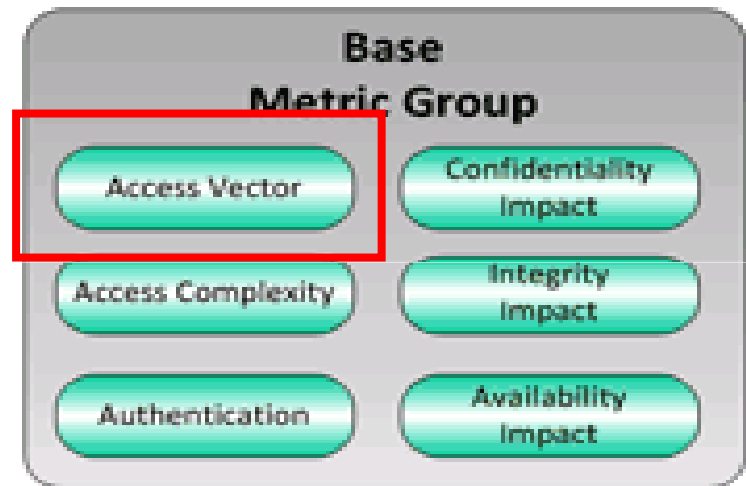 Base
Metric Group
Access Vector
Confidentiality
Impact
Access Complexity
Integrity
Impact
Authentication
Availability
Impact